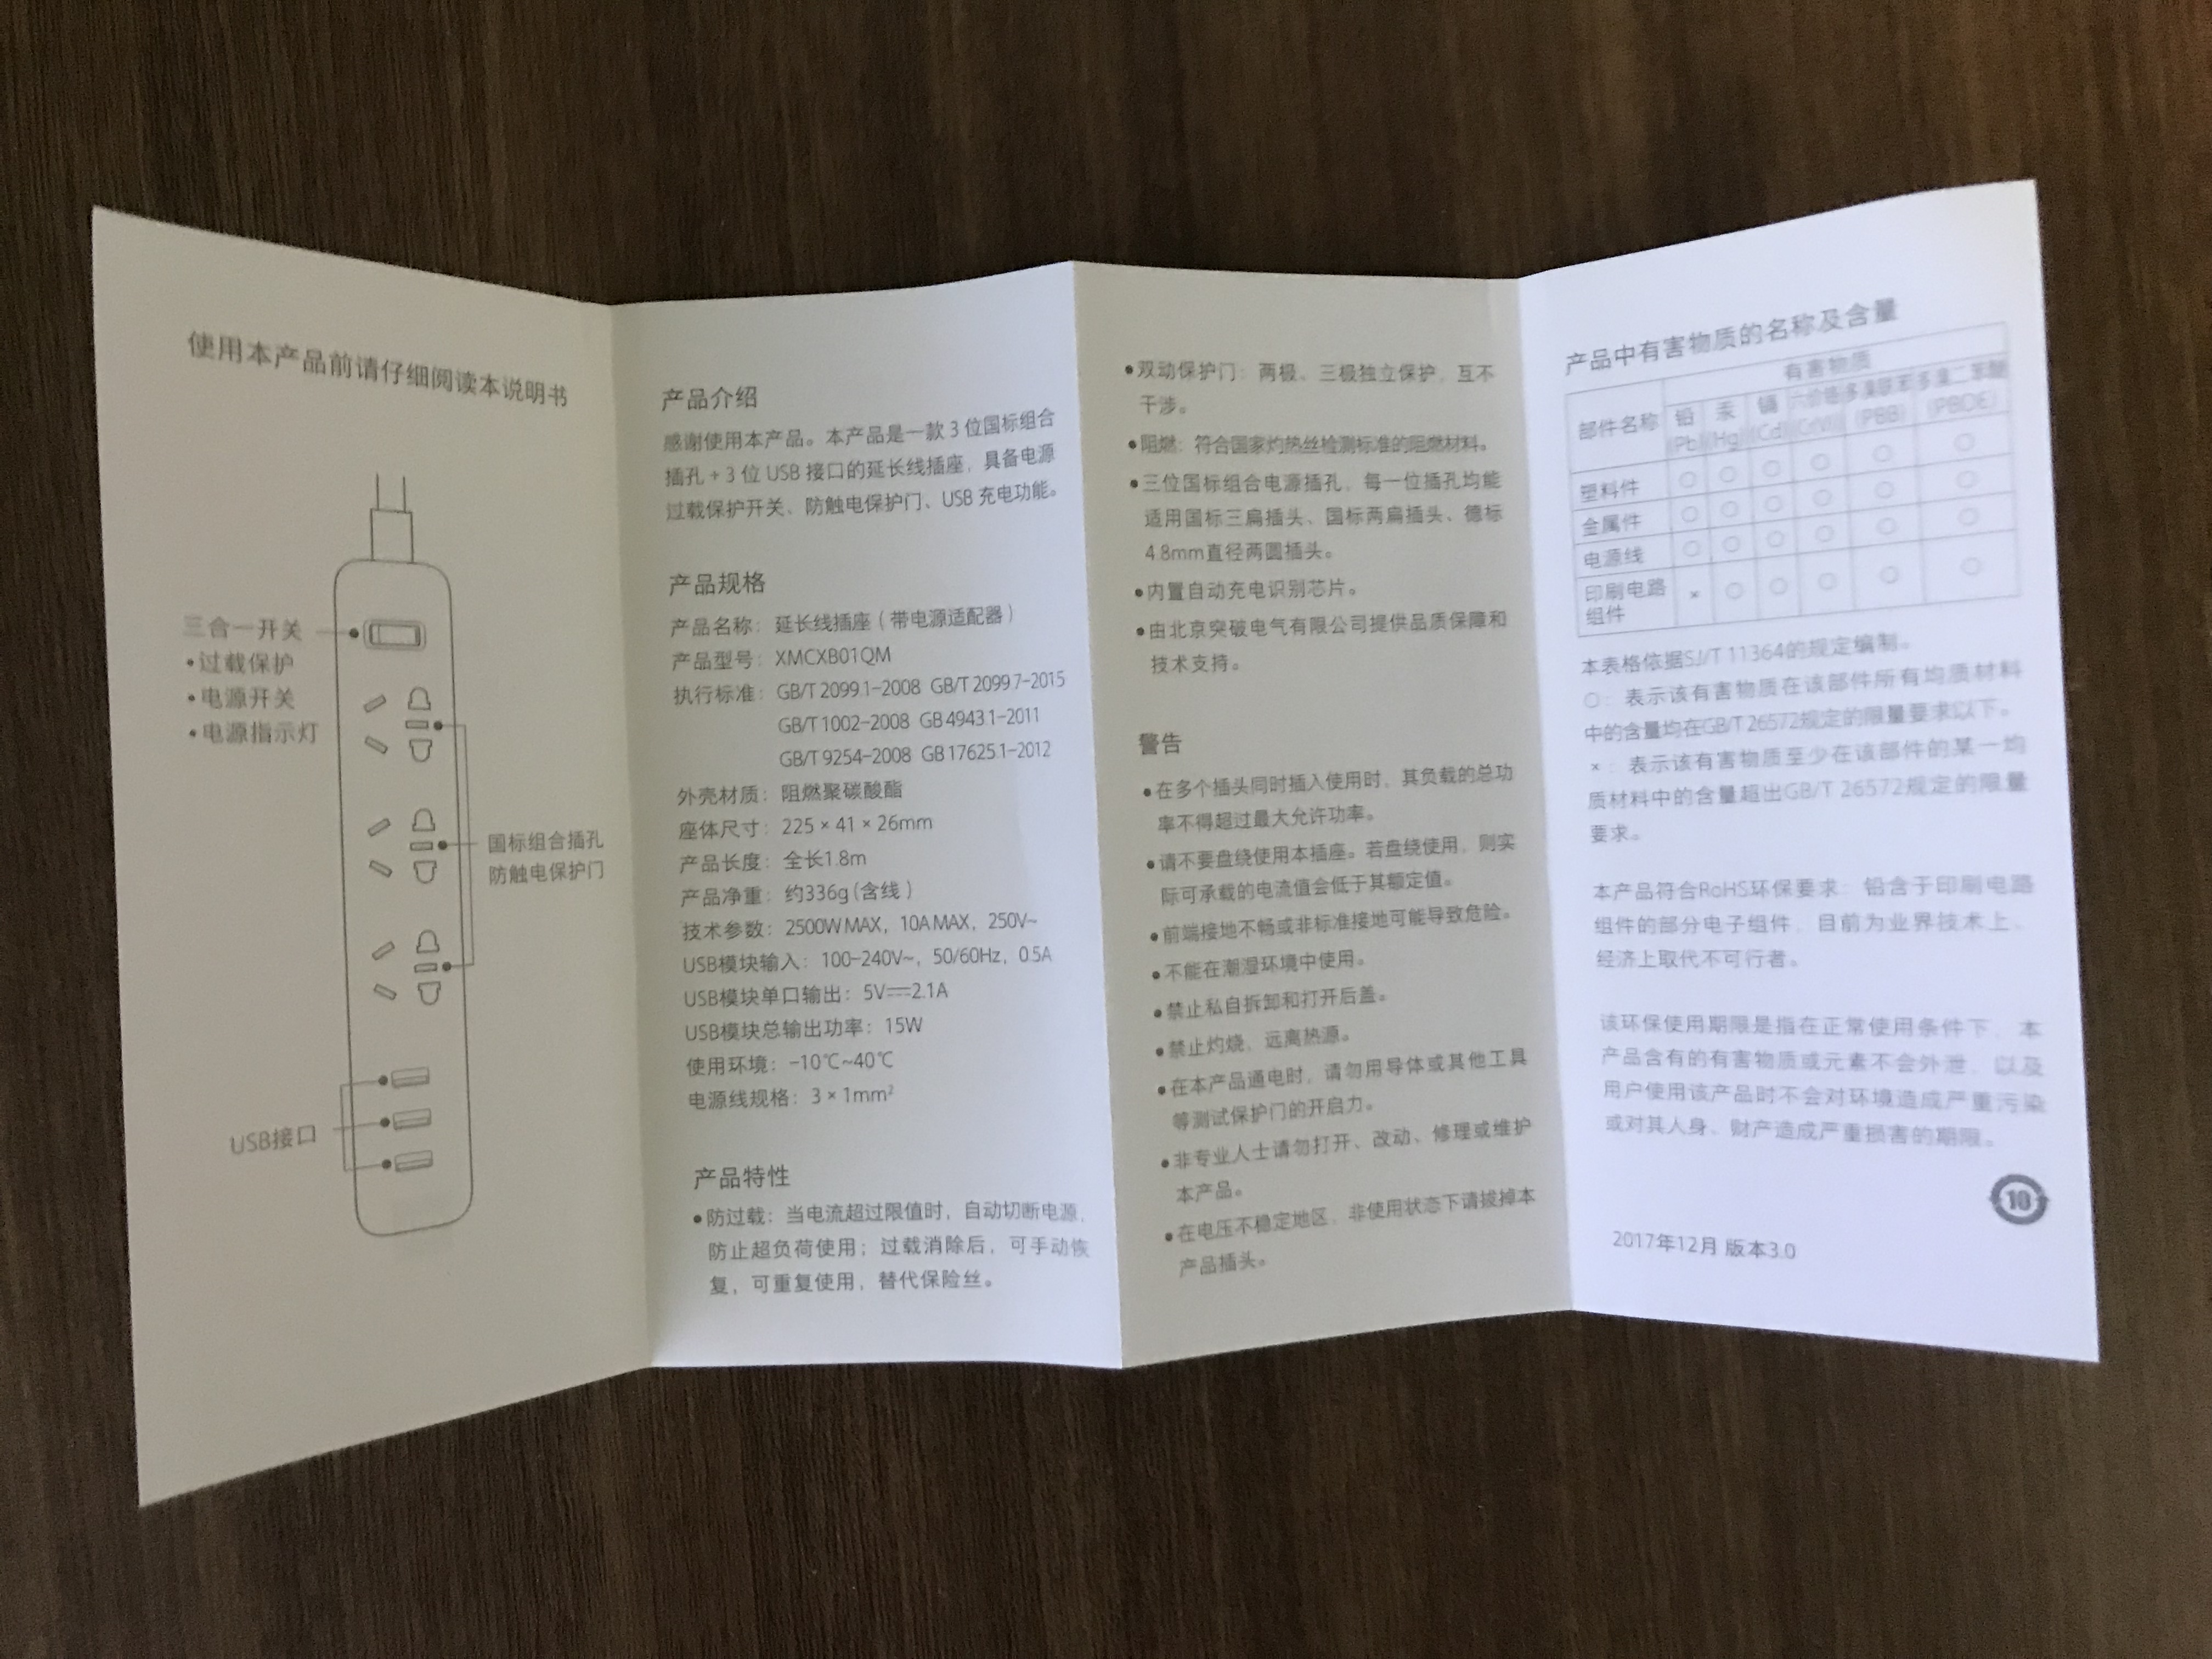 使用本产品前请仔细阅读本说明书
三合一开关
•过载保护
•电源开关
•电源指示灯
国标组合插孔
防触电保护门
USB接口
产品介绍
感谢使用本产品。本产品是一款 3 位国标组合
插孔 + 3 位 USB 接口的延长线插座，具备电源
过载保护开关、防触电保护门、USB 充电功能。
产品规格
产品名称：延长线插座（带电源适配器）
产品型号：XMCXB01QM
执行标准：GB/T 2099.1-2008 GB/T 2099.7-2015
GB/T 1002-2008 GB 4943.1-2011
GB/T 9254-2008 GB 17625.1-2012
外壳材质：阻燃聚碳酸酯
座体尺寸：225 × 41 × 26mm
产品长度：全长1.8m
产品净重：约336g (含线）
技术参数：2500W MAX，10A MAX，250V~
USB模块输入：100-240V~，50/60Hz，0.5A
USB模块单口输出：5V⎓2.1A
USB模块总输出功率：15W
使用环境：-10℃~40℃
电源线规格：3 × 1mm²
产品特性
•防过载：当电流超过限值时，自动切断电源，
防止超负荷使用；过载消除后，可手动恢
复，可重复使用，替代保险丝。
•双动保护门：两极、三极独立保护，互不
干涉。
•阻燃：符合国家灼热丝检测标准的阻燃材料。
•三位国标组合电源插孔，每一位插孔均能
适用国标三扁插头、国标两扁插头、德标
4.8mm直径两圆插头。
•内置自动充电识别芯片。
•由北京突破电气有限公司提供品质保障和
技术支持。
警告
•在多个插头同时插入使用时，其负载的总功
率不得超过最大允许功率。
•请不要盘绕使用本插座。若盘绕使用，则实
际可承载的电流值会低于其额定值。
•前端接地不畅或非标准接地可能导致危险。
•不能在潮湿环境中使用。
•禁止私自拆卸和打开后盖。
•禁止灼烧，远离热源。
•在本产品通电时，请勿用导体或其他工具
等测试保护门的开启力。
•非专业人士请勿打开、改动、修理或维护
本产品。
•在电压不稳定地区，非使用状态下请拔掉本
产品插头。
产品中有害物质的名称及含量
有害物质
部件名称 铅 汞 镉 六价铬 多溴联苯 多溴二苯醚
(Pb) (Hg) (Cd) (Cr(VI)) (PBB) (PBDE)
塑料件 ○ ○ ○ ○ ○ ○
金属件 ○ ○ ○ ○ ○ ○
电源线 ○ ○ ○ ○ ○ ○
印刷电路 × ○ ○ ○ ○ ○
组件
本表格依据SJ/T 11364的规定编制。
○：表示该有害物质在该部件所有均质材料
中的含量均在GB/T 26572规定的限量要求以下。
×：表示该有害物质至少在该部件的某一均
质材料中的含量超出GB/T 26572规定的限量
要求。
本产品符合RoHS环保要求：铅含于印刷电路
组件的部分电子组件，目前为业界技术上、
经济上取代不可行者。
该环保使用期限是指在正常使用条件下，本
产品含有的有害物质或元素不会外泄，以及
用户使用该产品时不会对环境造成严重污染
或对其人身、财产造成严重损害的期限。
10
2017年12月 版本3.0